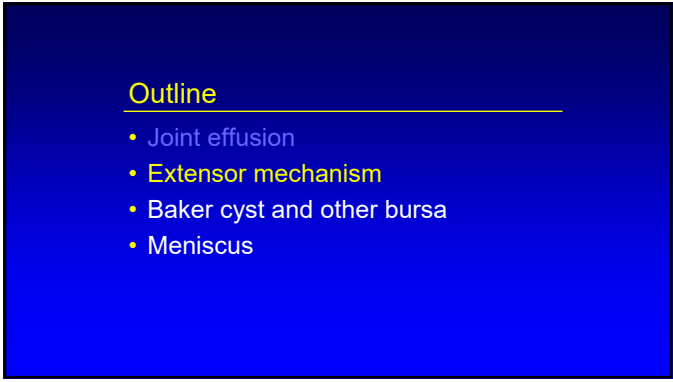 Outline
• Joint effusion
• Extensor mechanism
• Baker cyst and other bursa
• Meniscus